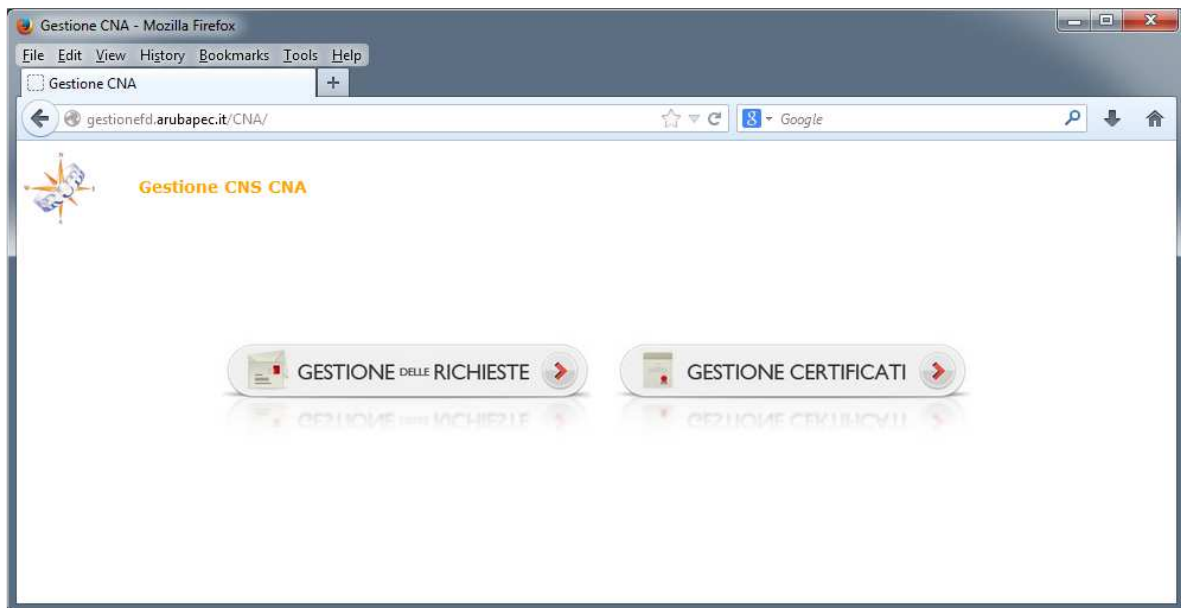 Gestione CNA - Mozilla Firefox
File Edit View History Bookmarks Tools Help
Gestione CNA
gestionefd.arubapec.it/CNA/
Google
Gestione CNS CNA
GESTIONE DELLE RICHIESTE
GESTIONE CERTIFICATI